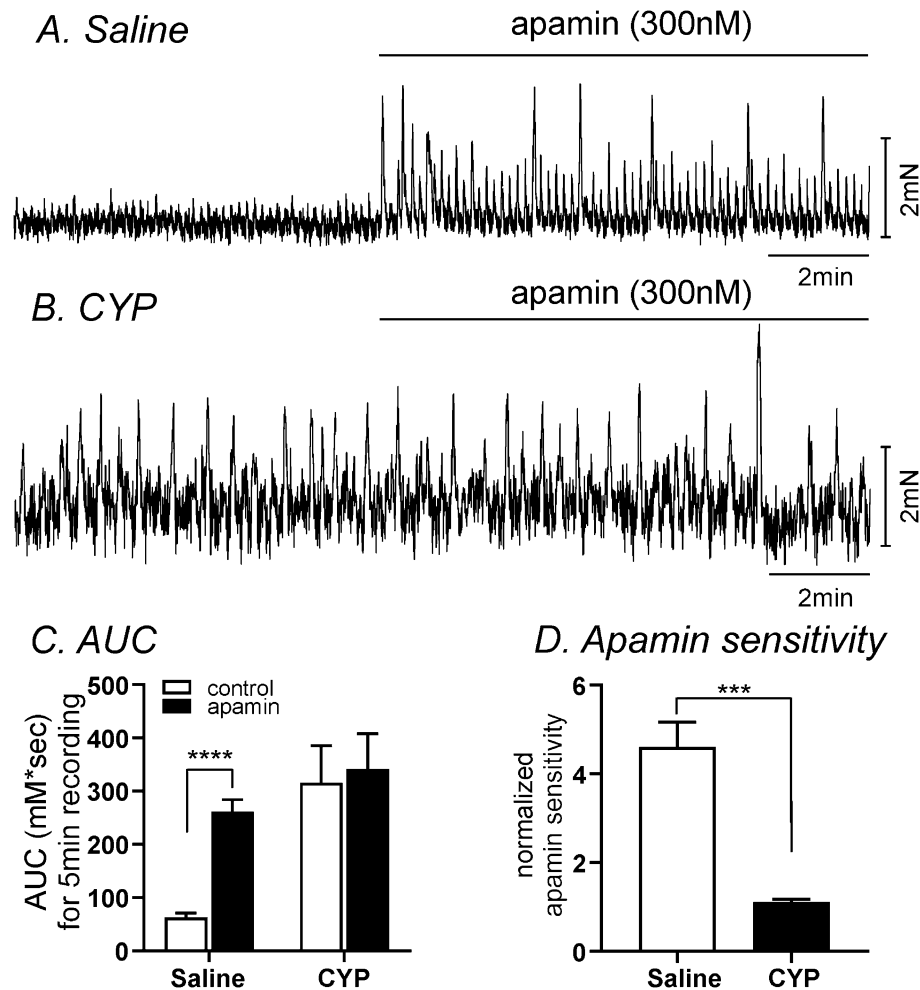 A. Saline
apamin (300nM)
2mN
2min
B. CYP
apamin (300nM)
2mN
2min
C. AUC
AUC (mM*sec)
for 5min recording
500
400
300
200
100
0
control
apamin
****
Saline
CYP
D. Apamin sensitivity
normalized
apamin sensitivity
6
4
2
0
***
Saline
CYP